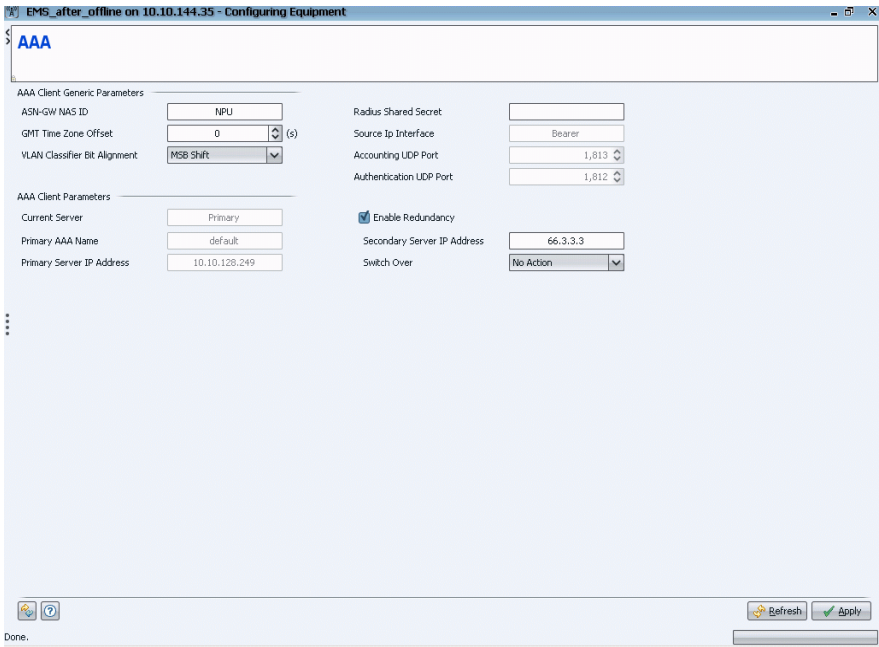 EMS_after_offline on 10.10.144.35 - Configuring Equipment
AAA
AAA Client Generic Parameters
ASN-GW NAS ID NPU Radius Shared Secret
GMT Time Zone Offset 0 (s) Source Ip Interface Bearer
VLAN Classifier Bit Alignment MSB Shift Accounting UDP Port 1,813
Authentication UDP Port 1,812
AAA Client Parameters
Current Server Primary Enable Redundancy
Primary AAA Name default Secondary Server IP Address 66.3.3.3
Primary Server IP Address 10.10.128.249 Switch Over No Action
Refresh Apply
Done.